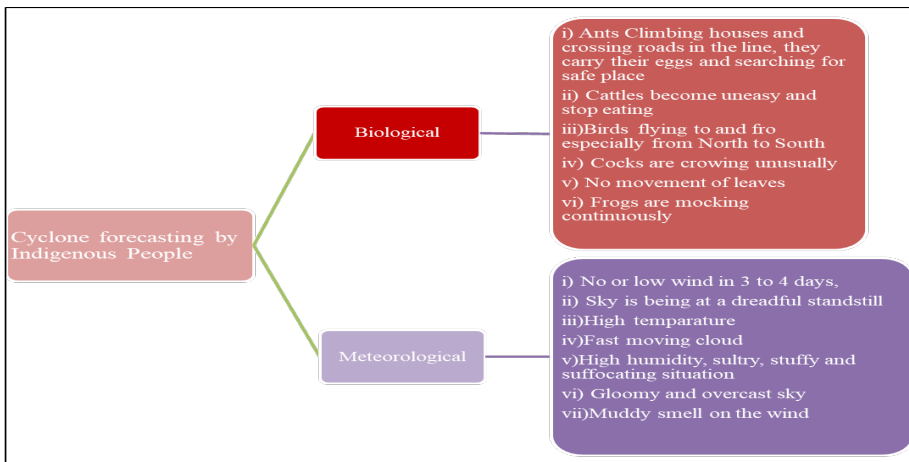 Cyclone forecasting by
Indigenous People
Biological
i) Ants Climbing houses and
crossing roads in the line, they
carry their eggs and searching for
safe place
ii) Cattles become uneasy and
stop eating
iii)Birds flying to and fro
especially from North to South
iv) Cocks are crowing unusually
v) No movement of leaves
vi) Frogs are mocking
continuously
Meteorological
i) No or low wind in 3 to 4 days,
ii) Sky is being at a dreadful standstill
iii)High temparature
iv)Fast moving cloud
v)High humidity, sultry, stuffy and
suffocating situation
vi) Gloomy and overcast sky
vii)Muddy smell on the wind